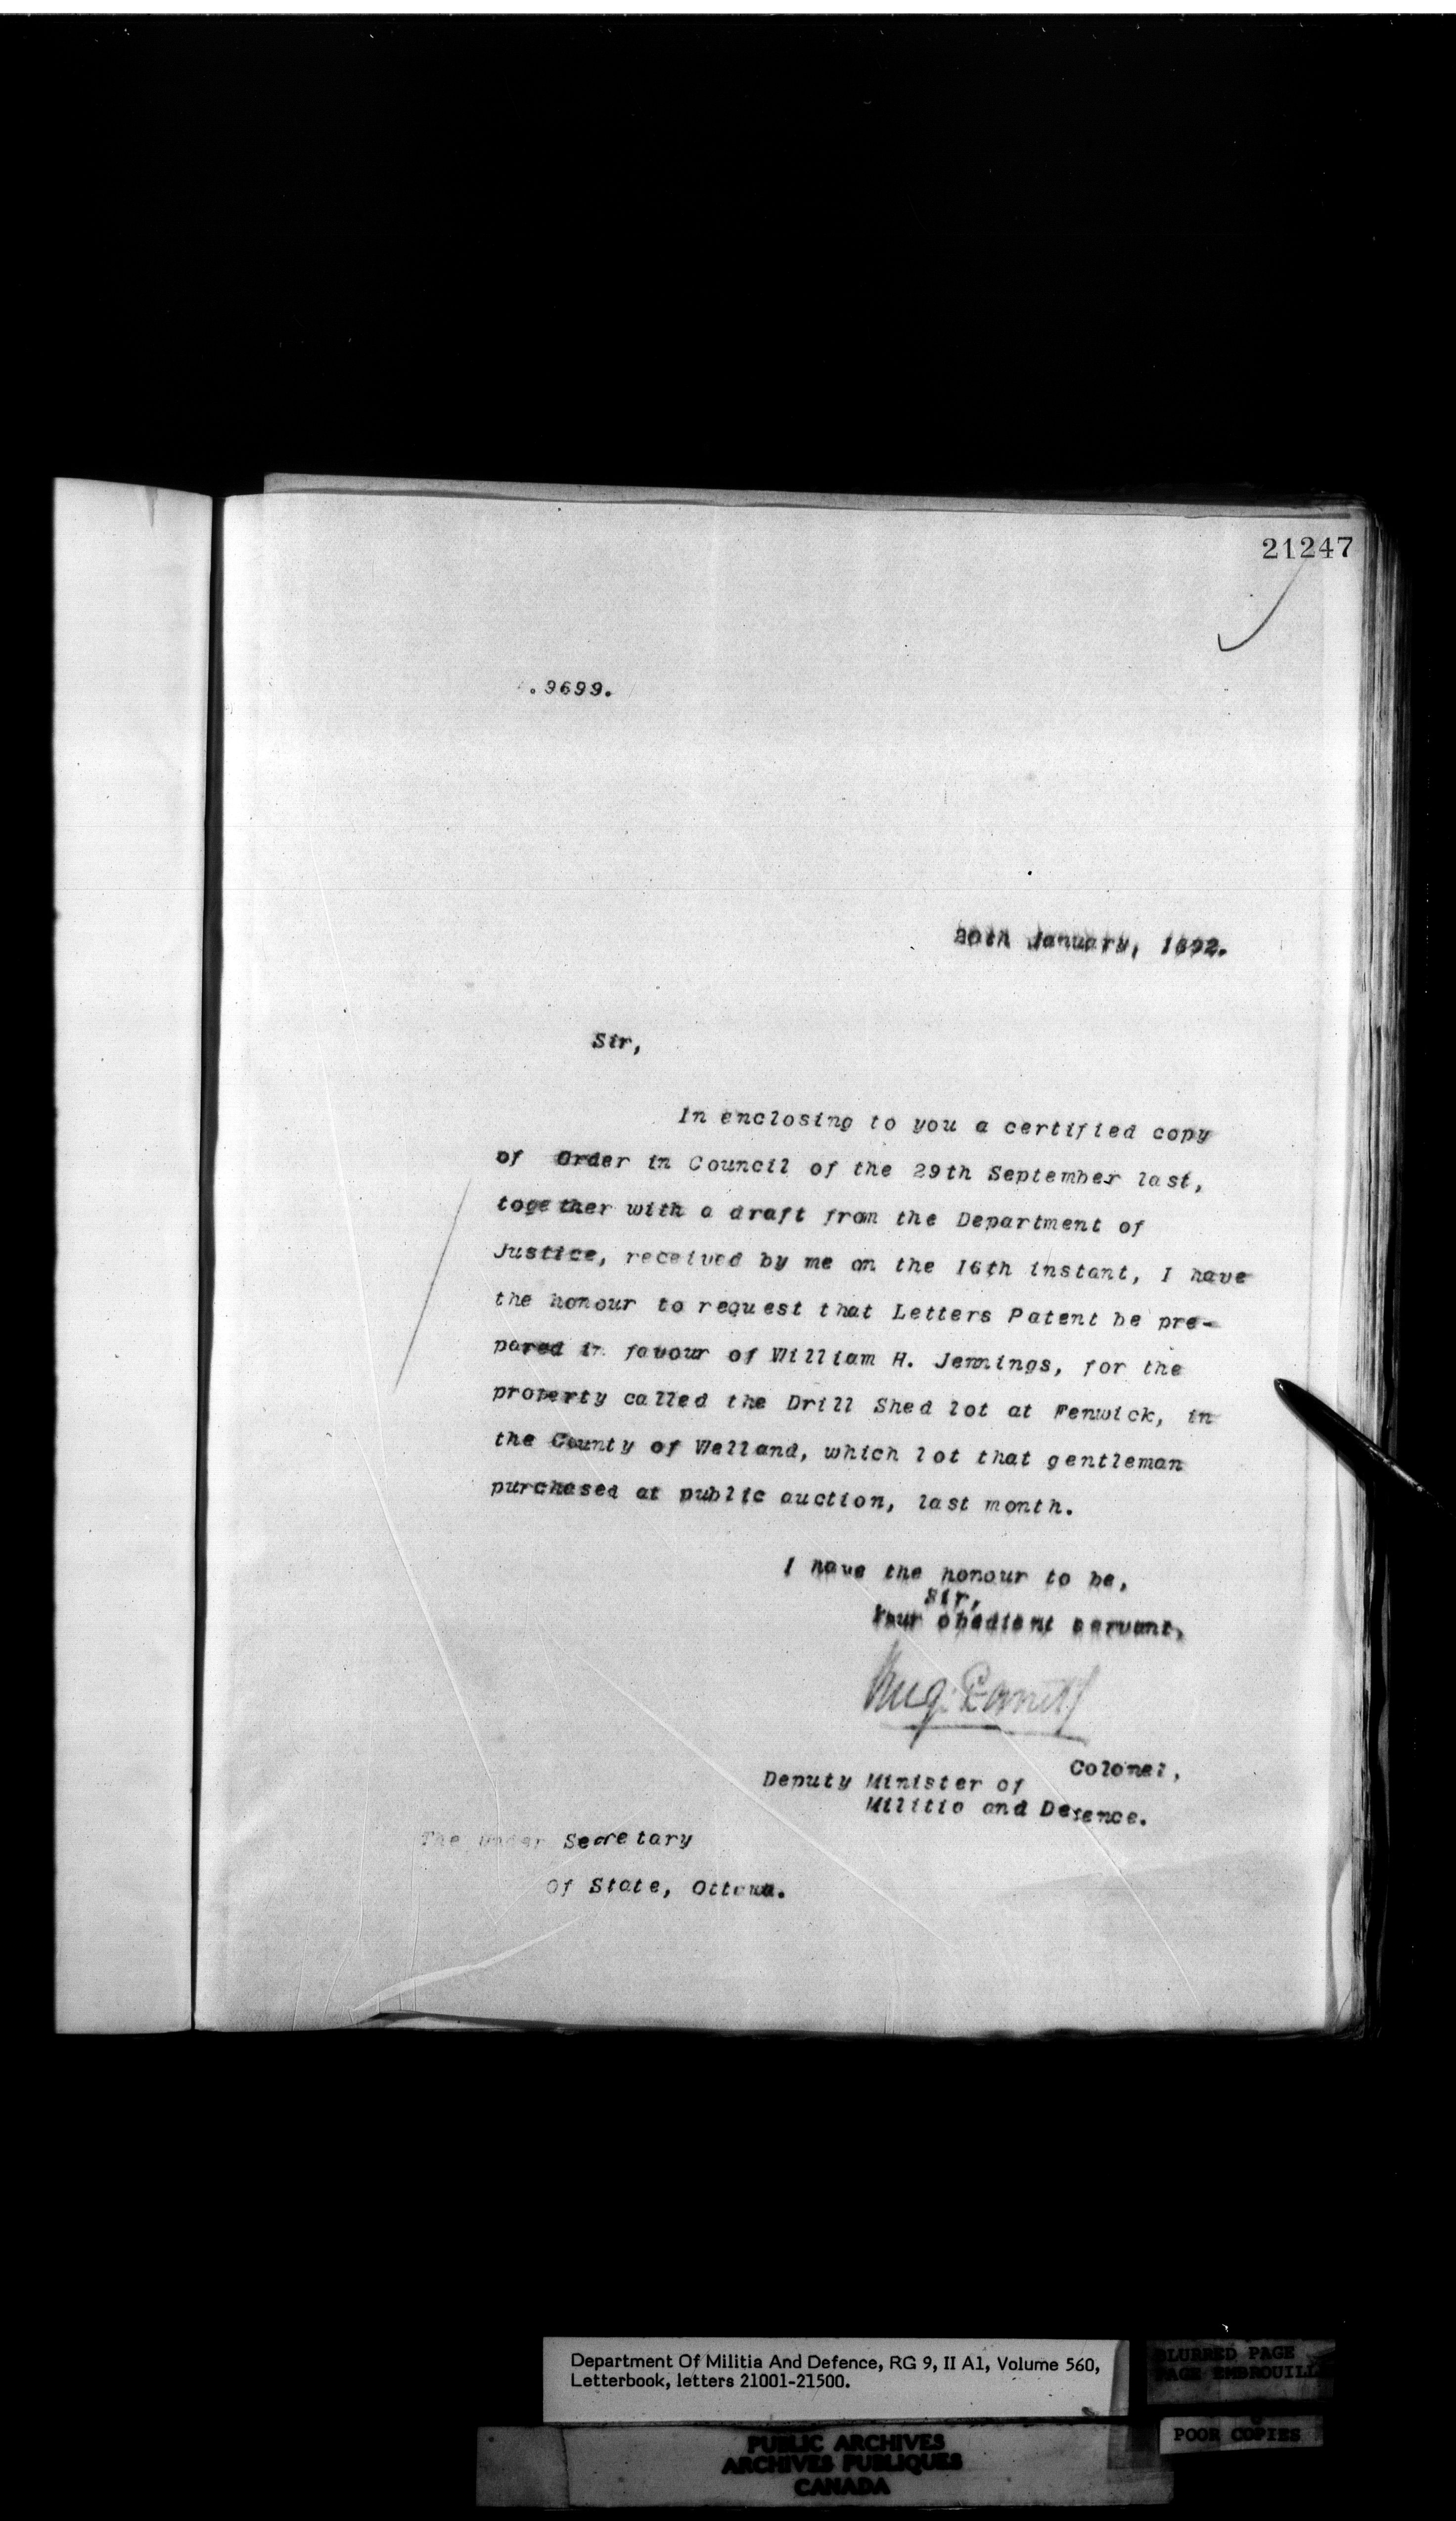 21247
9699.
20th January, 1892.
Sir,
In enclosing to you a certified copy
of Order in Council of the 29th September last,
together with a draft from the Department of
Justice, received by me on the 16th instant, I have
the honour to request that Letters Patent be pre-
pared in favour of William H. Jennings, for the
property called the Drill Shed lot at Fenwick, in
the County of Welland, which lot that gentleman
purchased at public auction, last month.
I have the honour to be,
Sir,
Your obedient servant,
Colonel,
Deputy Minister of
Militia and Defence.
The Under Secretary
Of State, Ottawa.
Department Of Militia And Defence, RG 9, II A1, Volume 560,
Letterbook, letters 21001-21500.
BLURRED PAGE
PAGE EMBROUILL
POOR COPIES
PUBLIC ARCHIVES
ARCHIVES PUBLIQUES
CANADA